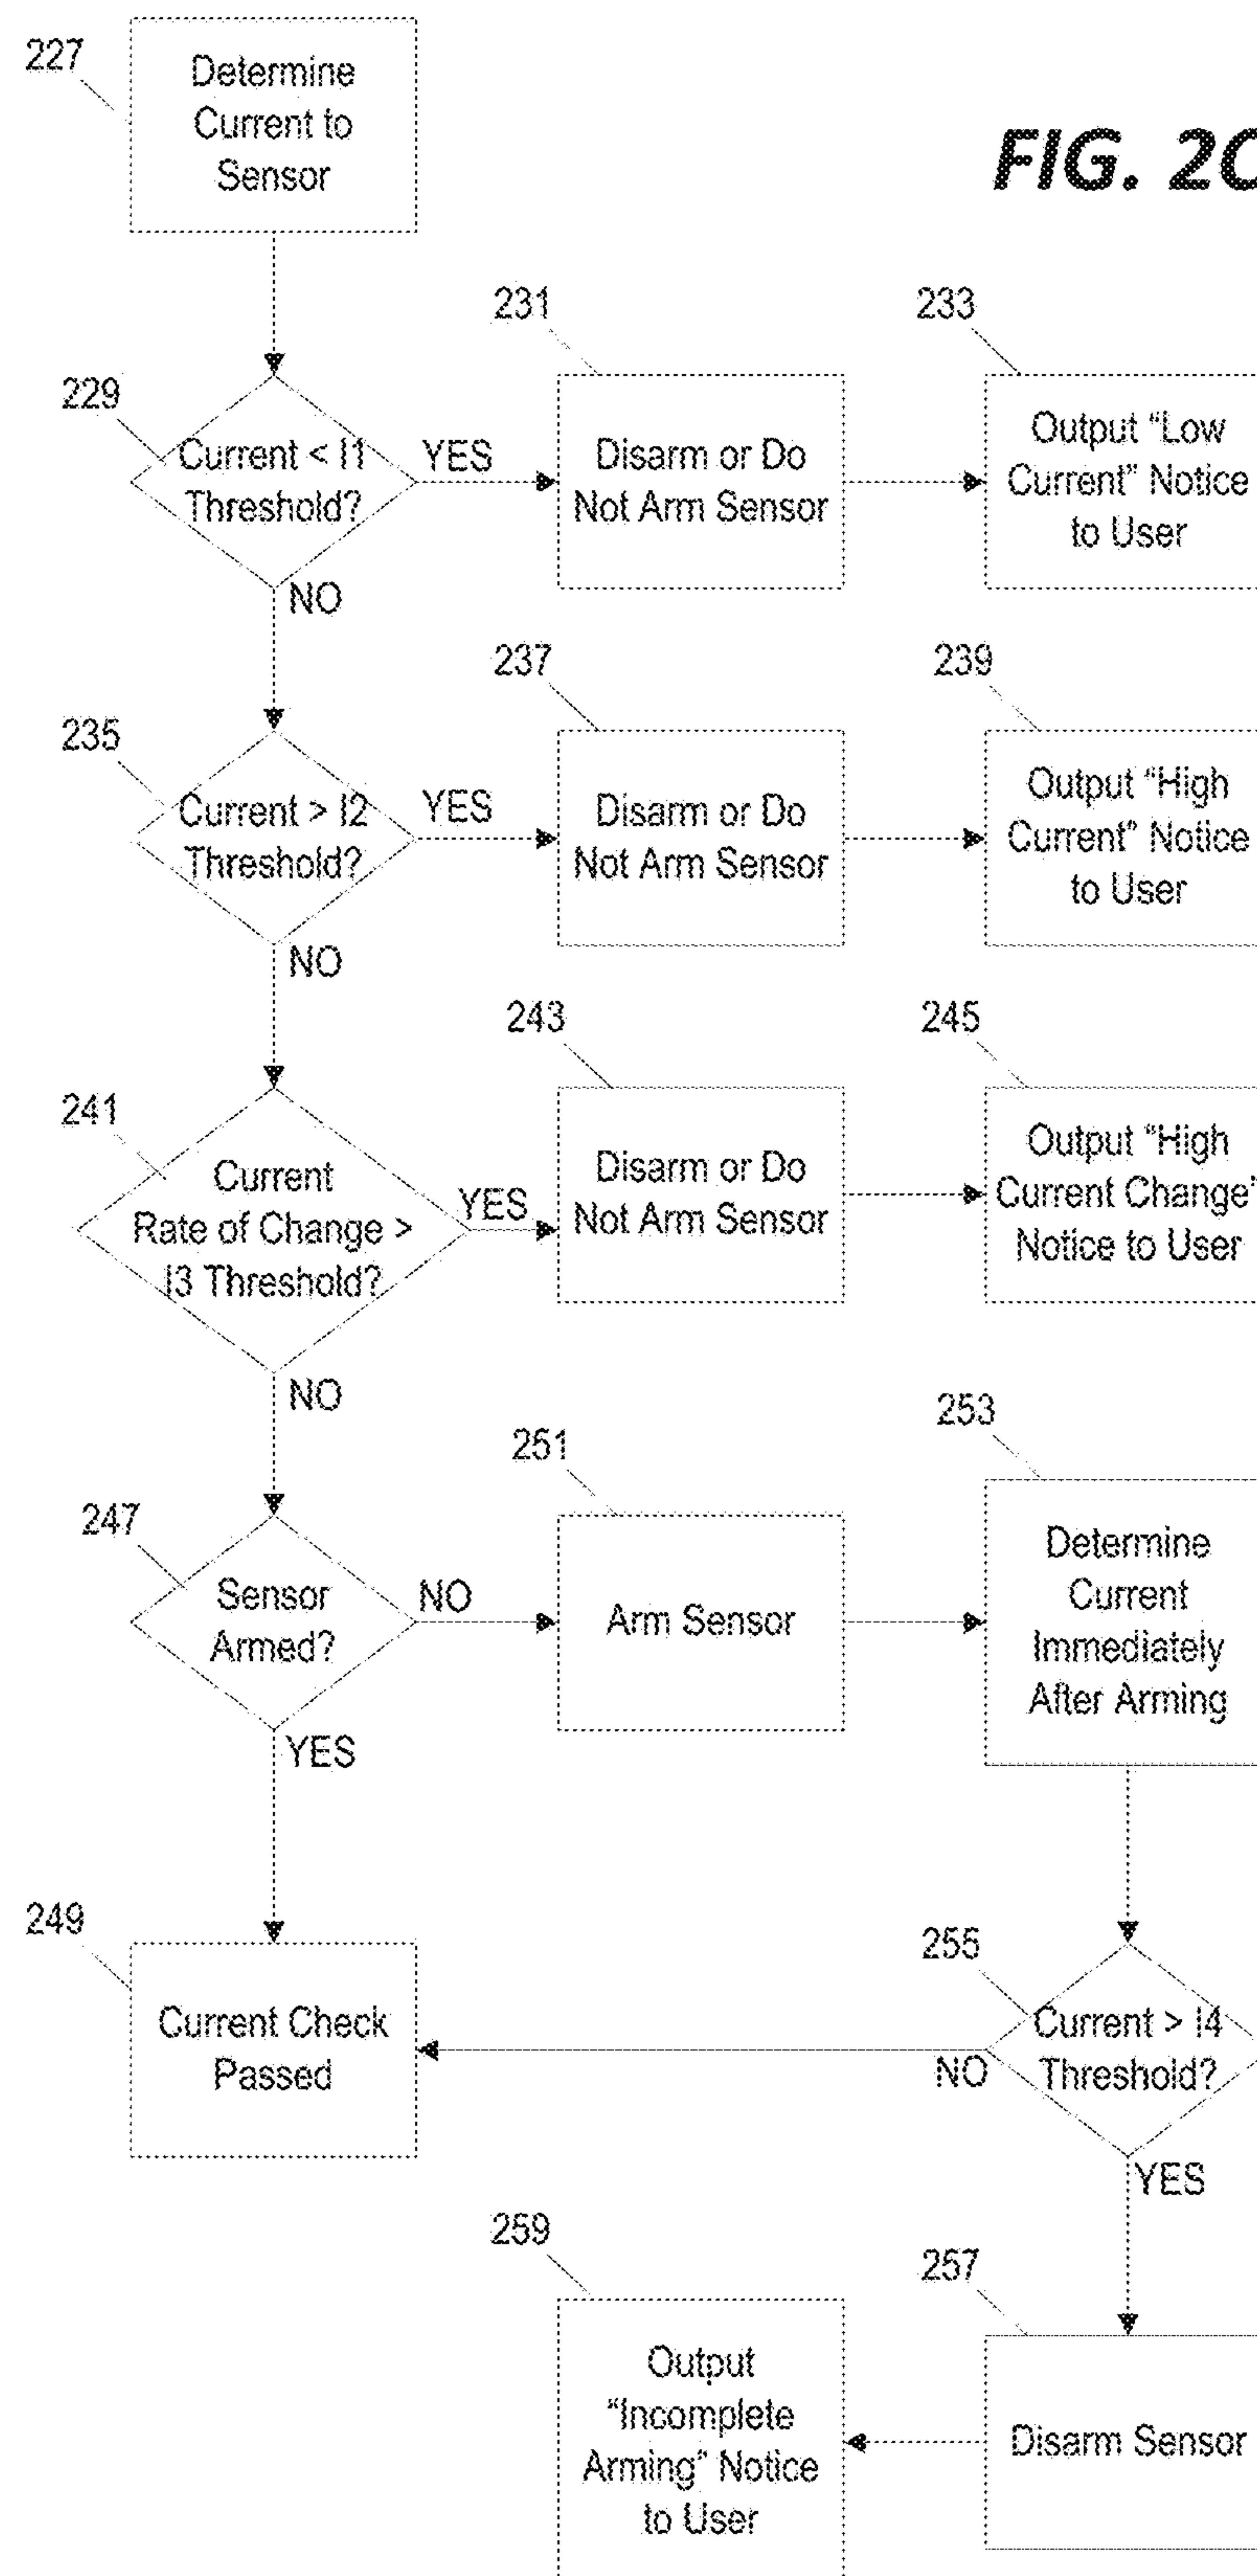 227
Determine
Current to
Sensor
FIG. 2C
229
Current < I1
Threshold?
YES
NO
231
Disarm or Do
Not Arm Sensor
233
Output "Low
Current" Notice
to User
235
Current > I2
Threshold?
YES
NO
237
Disarm or Do
Not Arm Sensor
239
Output "High
Current" Notice
to User
241
Current
Rate of Change >
I3 Threshold?
YES
NO
243
Disarm or Do
Not Arm Sensor
245
Output "High
Current Change"
Notice to User
247
Sensor
Armed?
NO
YES
251
Arm Sensor
253
Determine
Current
Immediately
After Arming
249
Current Check
Passed
255
Current > I4
Threshold?
NO
YES
259
Output
"Incomplete
Arming" Notice
to User
257
Disarm Sensor